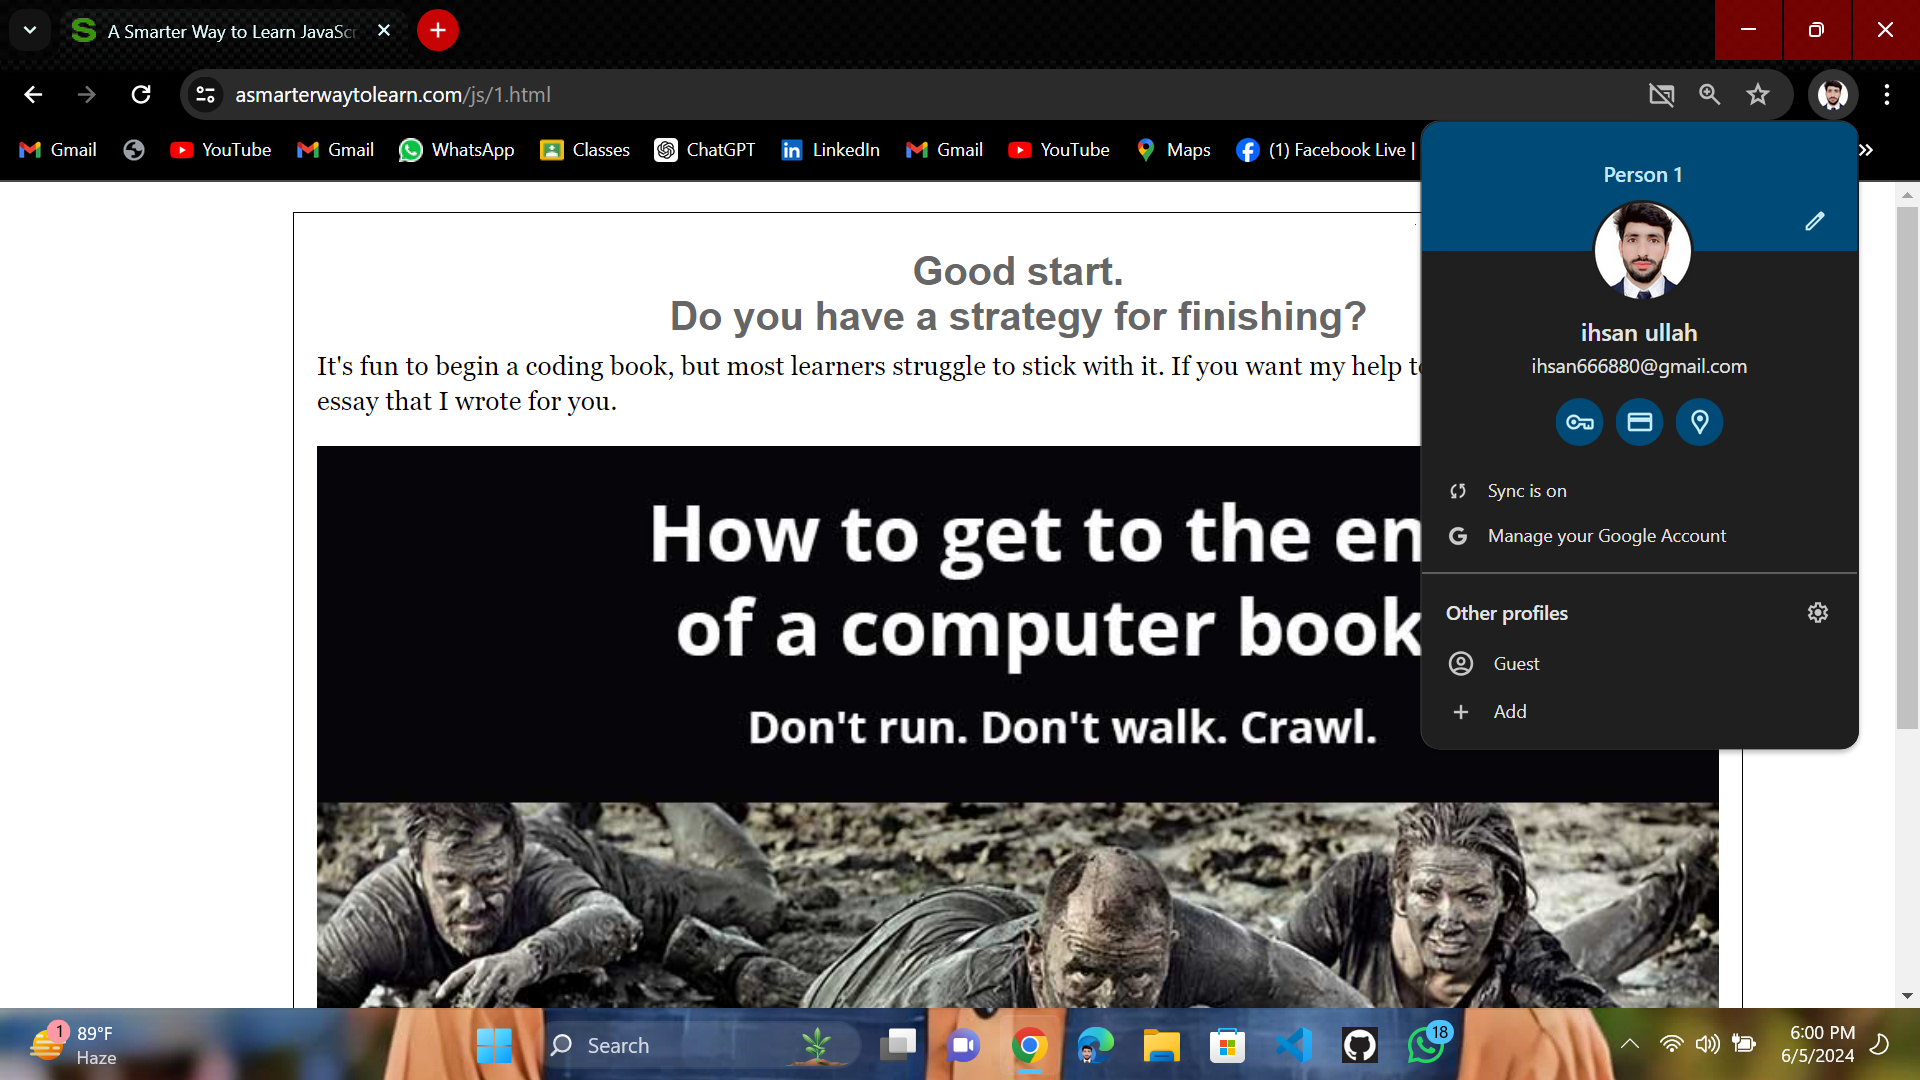 A Smarter Way to Learn JavaScr
asmarterwaytolearn.com/js/1.html
Gmail
YouTube
Gmail
WhatsApp
Classes
ChatGPT
LinkedIn
Gmail
YouTube
Maps
(1) Facebook Live |
Person 1
ihsan ullah
ihsan666880@gmail.com
Sync is on
Manage your Google Account
Other profiles
Guest
Add
Good start.
Do you have a strategy for finishing?
It's fun to begin a coding book, but most learners struggle to stick with it. If you want my help
essay that I wrote for you.
How to get to the en
of a computer book
Don't run. Don't walk. Crawl.
1
89°F
Haze
Search
18
6:00 PM
6/5/2024